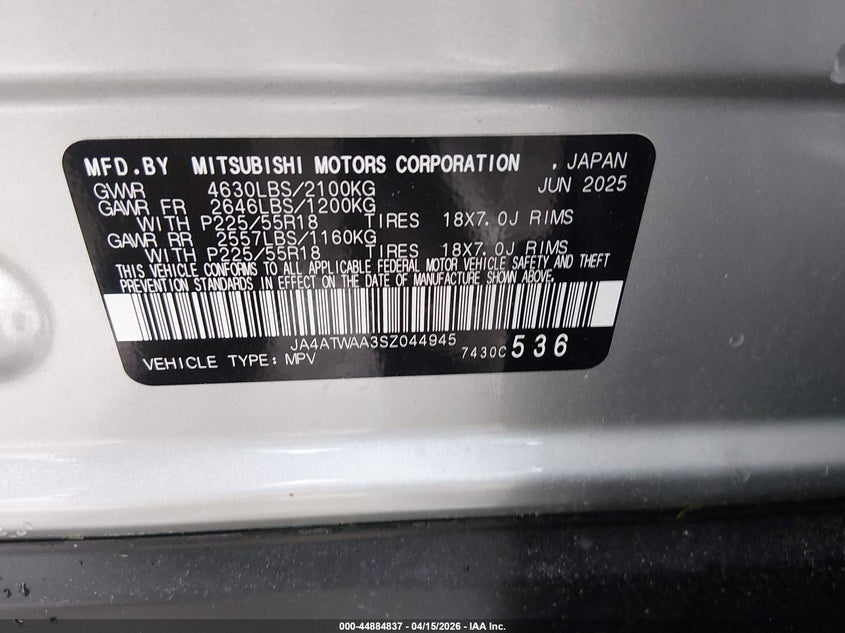 MFD.BY MITSUBISHI MOTORS CORPORATION , JAPAN
GVWR 4630LBS/2100KG JUN 2025
GAWR FR 2646LBS/1200KG
WITH P225/55R18 TIRES 18X7.0J RIMS
GAWR RR 2557LBS/1160KG
WITH P225/55R18 TIRES 18X7.0J RIMS
THIS VEHICLE CONFORMS TO ALL APPLICABLE FEDERAL MOTOR VEHICLE SAFETY AND THEFT
PREVENTION STANDARDS IN EFFECT ON THE DATE OF MANUFACTURE SHOWN ABOVE.
JA4ATWAA3SZ044945
VEHICLE TYPE: MPV 7430C 536
000-44884837 - 04/15/2026 - IAA Inc.